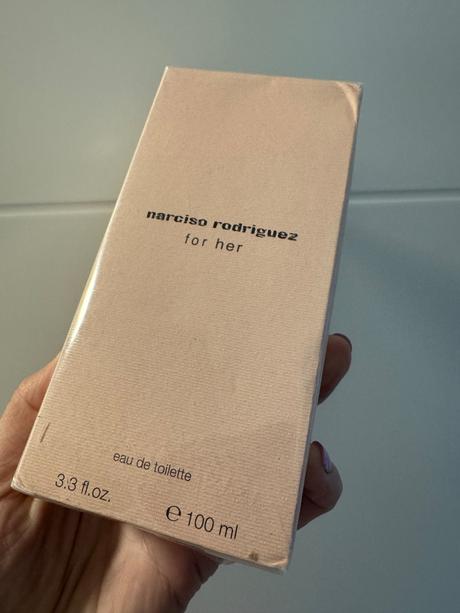 narciso rodriguez
for her
eau de toilette
3.3 fl.oz.
℮ 100 ml